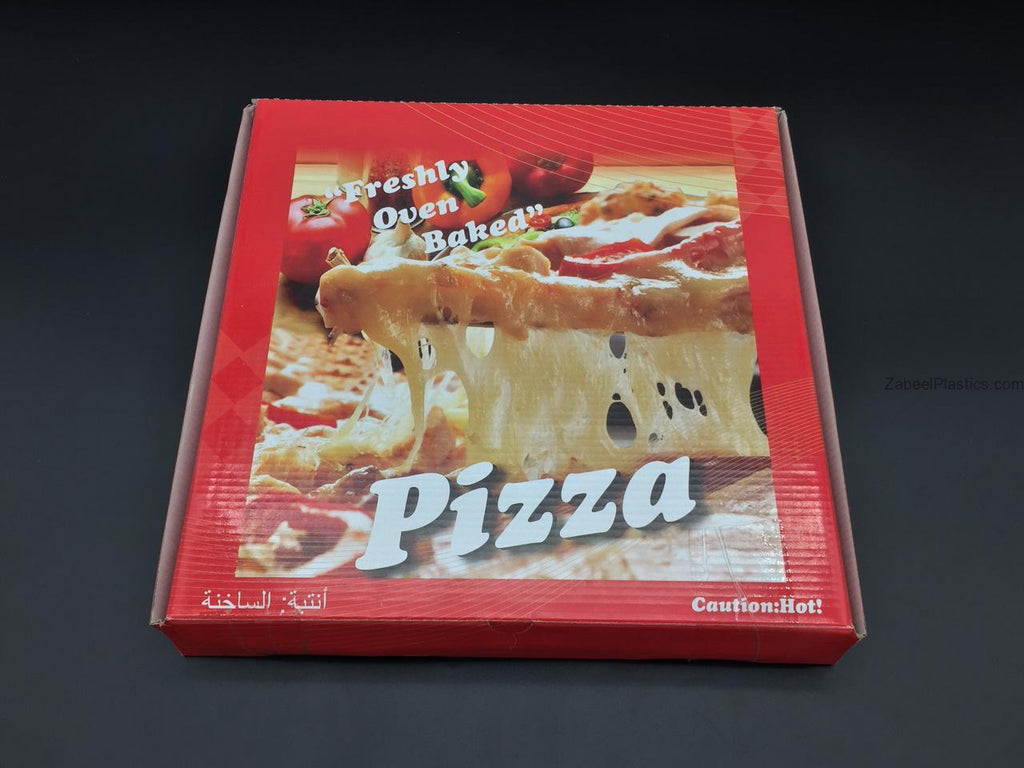 “Freshly
Oven
Baked”
Pizza
أنتبة: الساخنة
Caution:Hot!
ZabeelPlastics.com